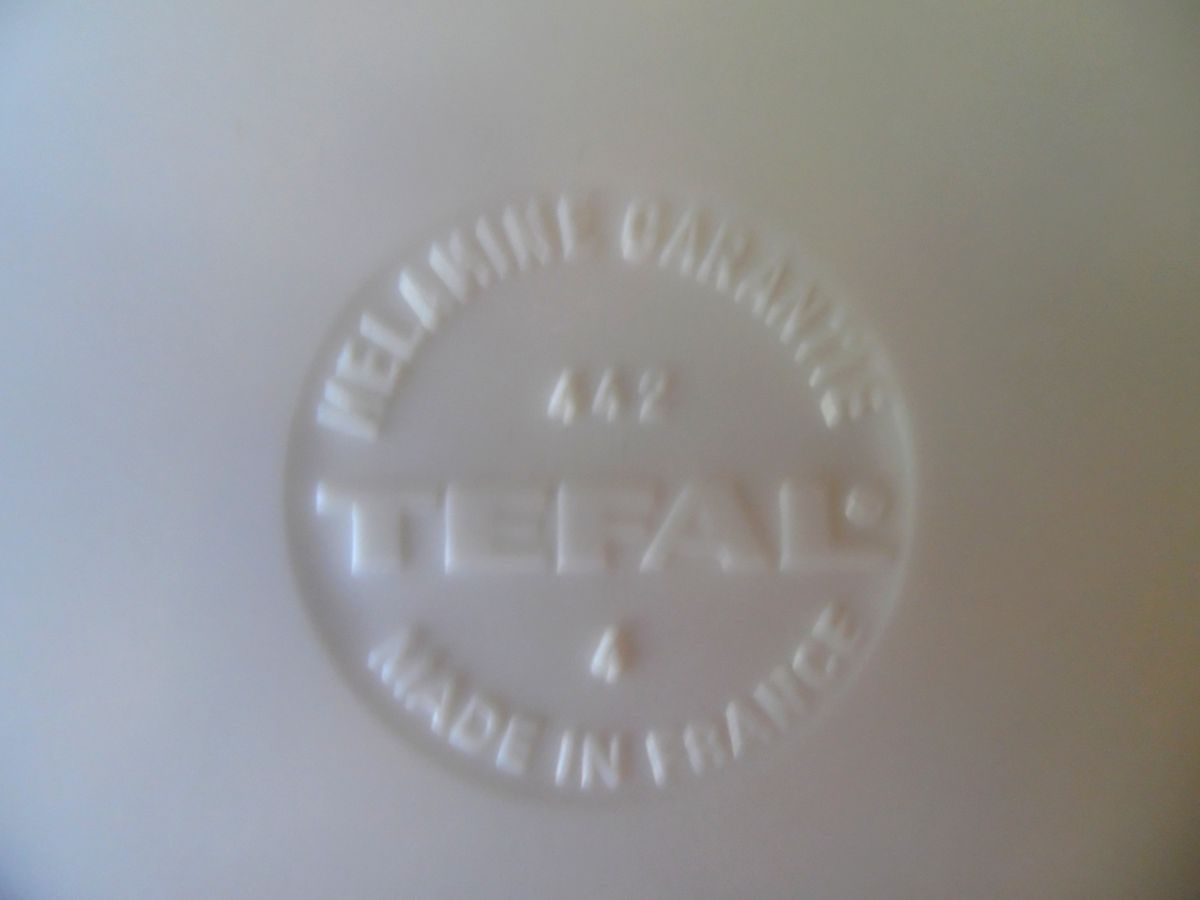 MELAMINE GARANTIE
442
TEFAL®
4
MADE IN FRANCE